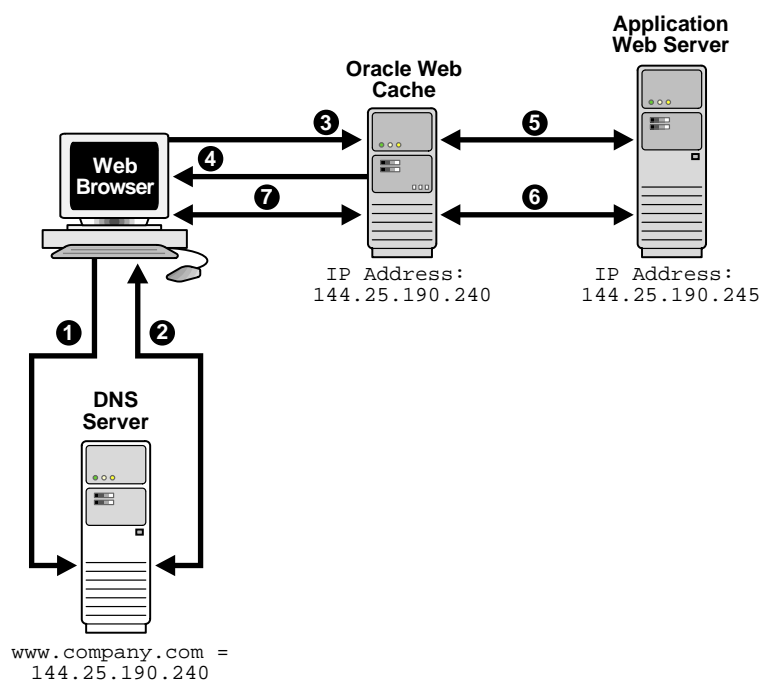 Application
Web Server
Oracle Web
Cache
3
5
4
Web
Browser
7
6
IP Address:
144.25.190.240
IP Address:
144.25.190.245
1
2
DNS
Server
www.company.com =
144.25.190.240